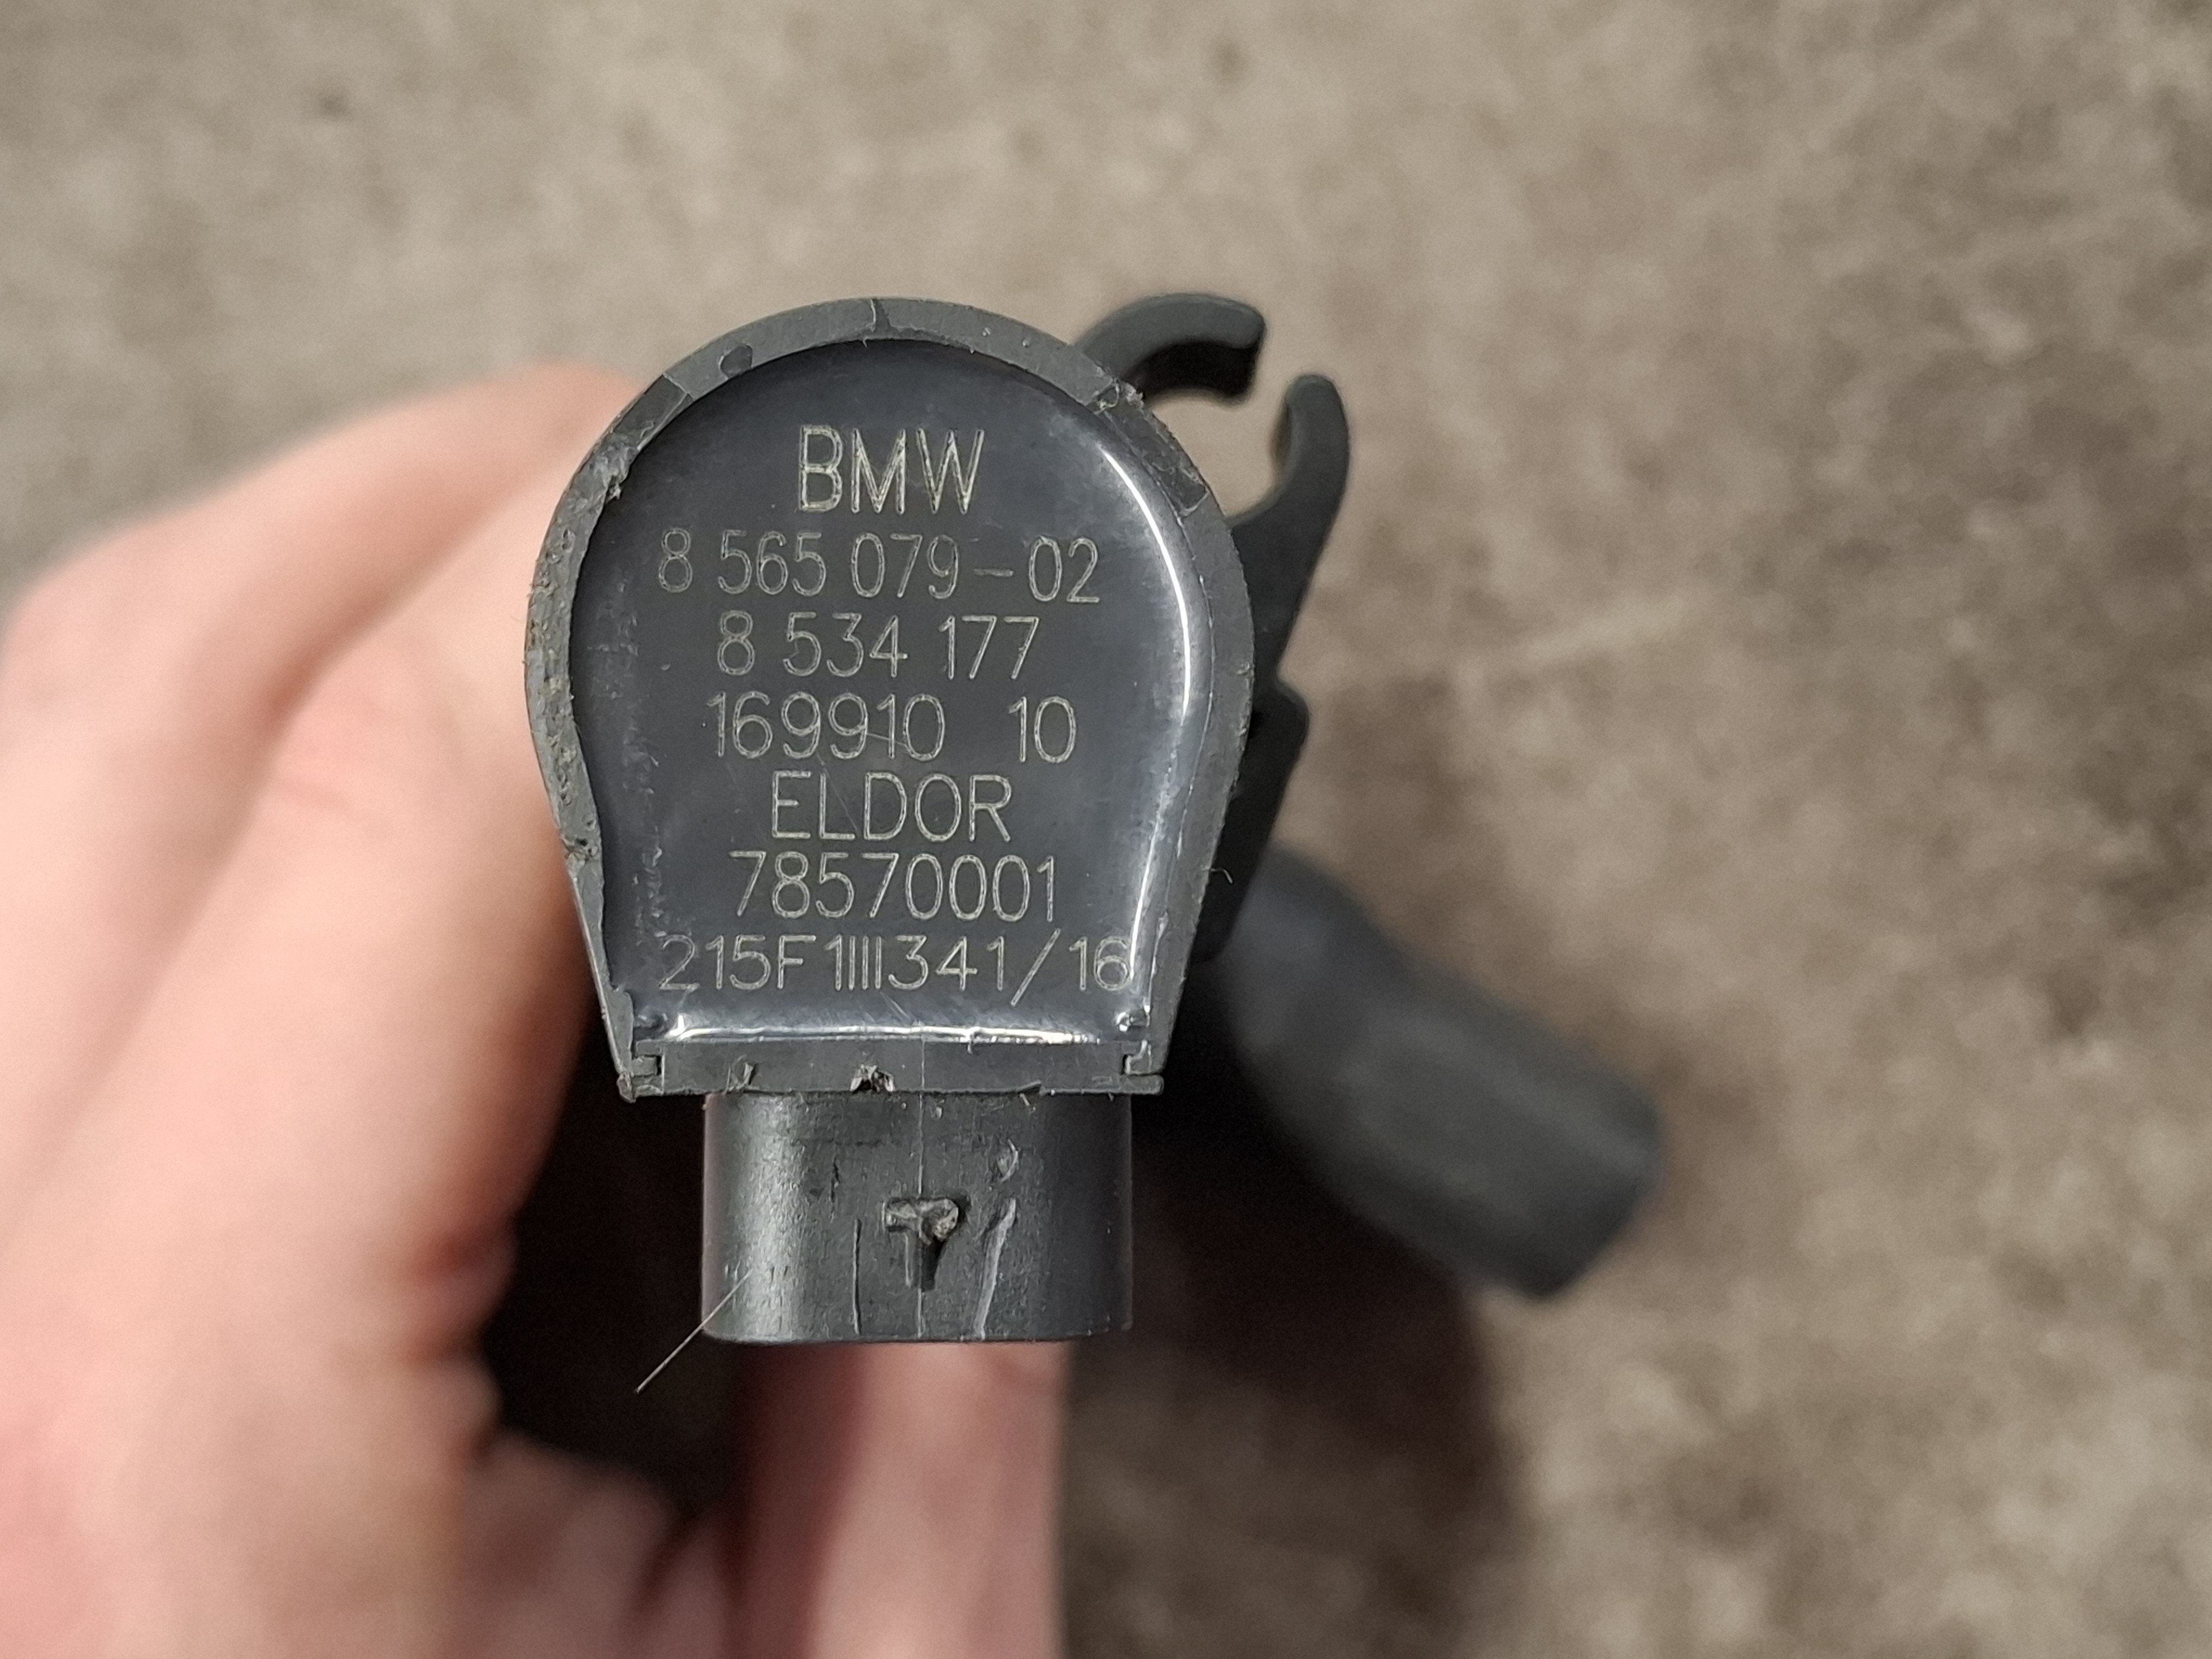 BMW
8 565 079-02
8 534 177
169910 10
ELDOR
78570001
215F1III341/16